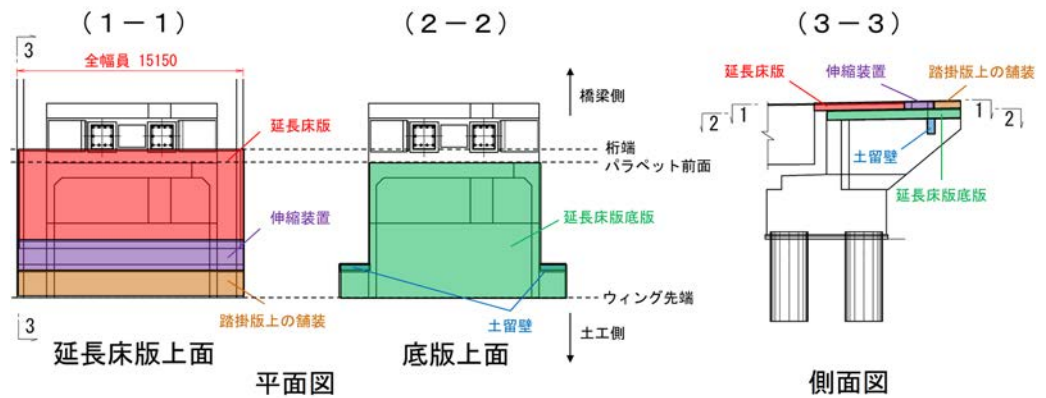 (1－1)
(2－2)
(3－3)
3
全幅員 15150
延長床版
伸縮装置
踏掛版上の舗装
3
延長床版上面
橋梁側
桁端
パラペット前面
延長床版底版
ウィング先端
土留壁
土工側
底版上面
平面図
延長床版
伸縮装置
踏掛版上の舗装
2
1
1
2
土留壁
延長床版底版
側面図